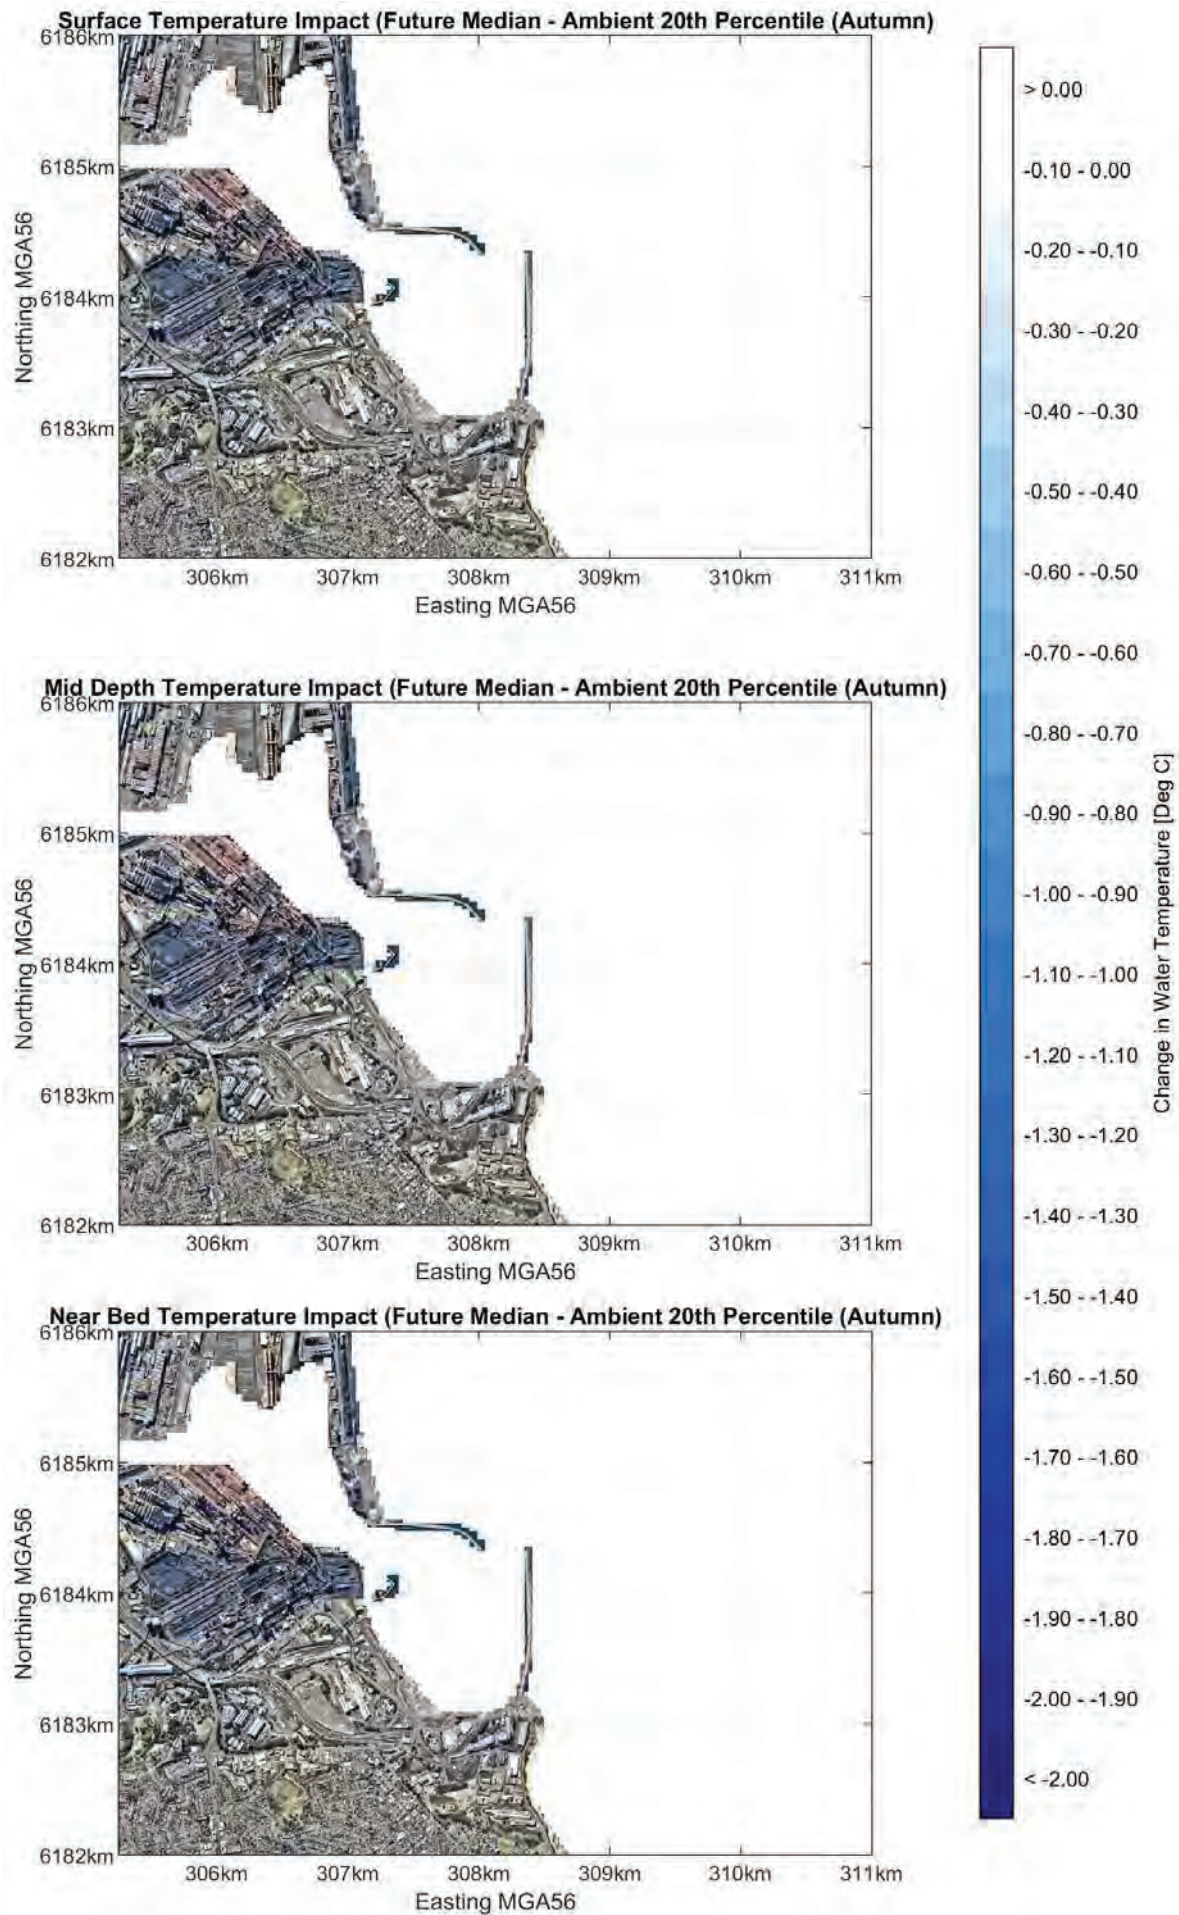 Surface Temperature Impact (Future Median - Ambient 20th Percentile (Autumn)
6186km
6185km
6184km
6183km
6182km
Northing MGA56
306km 307km 308km 309km 310km 311km
Easting MGA56
Mid Depth Temperature Impact (Future Median - Ambient 20th Percentile (Autumn)
6186km
6185km
6184km
6183km
6182km
Northing MGA56
306km 307km 308km 309km 310km 311km
Easting MGA56
Near Bed Temperature Impact (Future Median - Ambient 20th Percentile (Autumn)
6186km
6185km
6184km
6183km
6182km
Northing MGA56
306km 307km 308km 309km 310km 311km
Easting MGA56
> 0.00
-0.10 - 0.00
-0.20 - -0.10
-0.30 - -0.20
-0.40 - -0.30
-0.50 - -0.40
-0.60 - -0.50
-0.70 - -0.60
-0.80 - -0.70
-0.90 - -0.80
-1.00 - -0.90
-1.10 - -1.00
-1.20 - -1.10
-1.30 - -1.20
-1.40 - -1.30
-1.50 - -1.40
-1.60 - -1.50
-1.70 - -1.60
-1.80 - -1.70
-1.90 - -1.80
-2.00 - -1.90
< -2.00
Change in Water Temperature [Deg C]